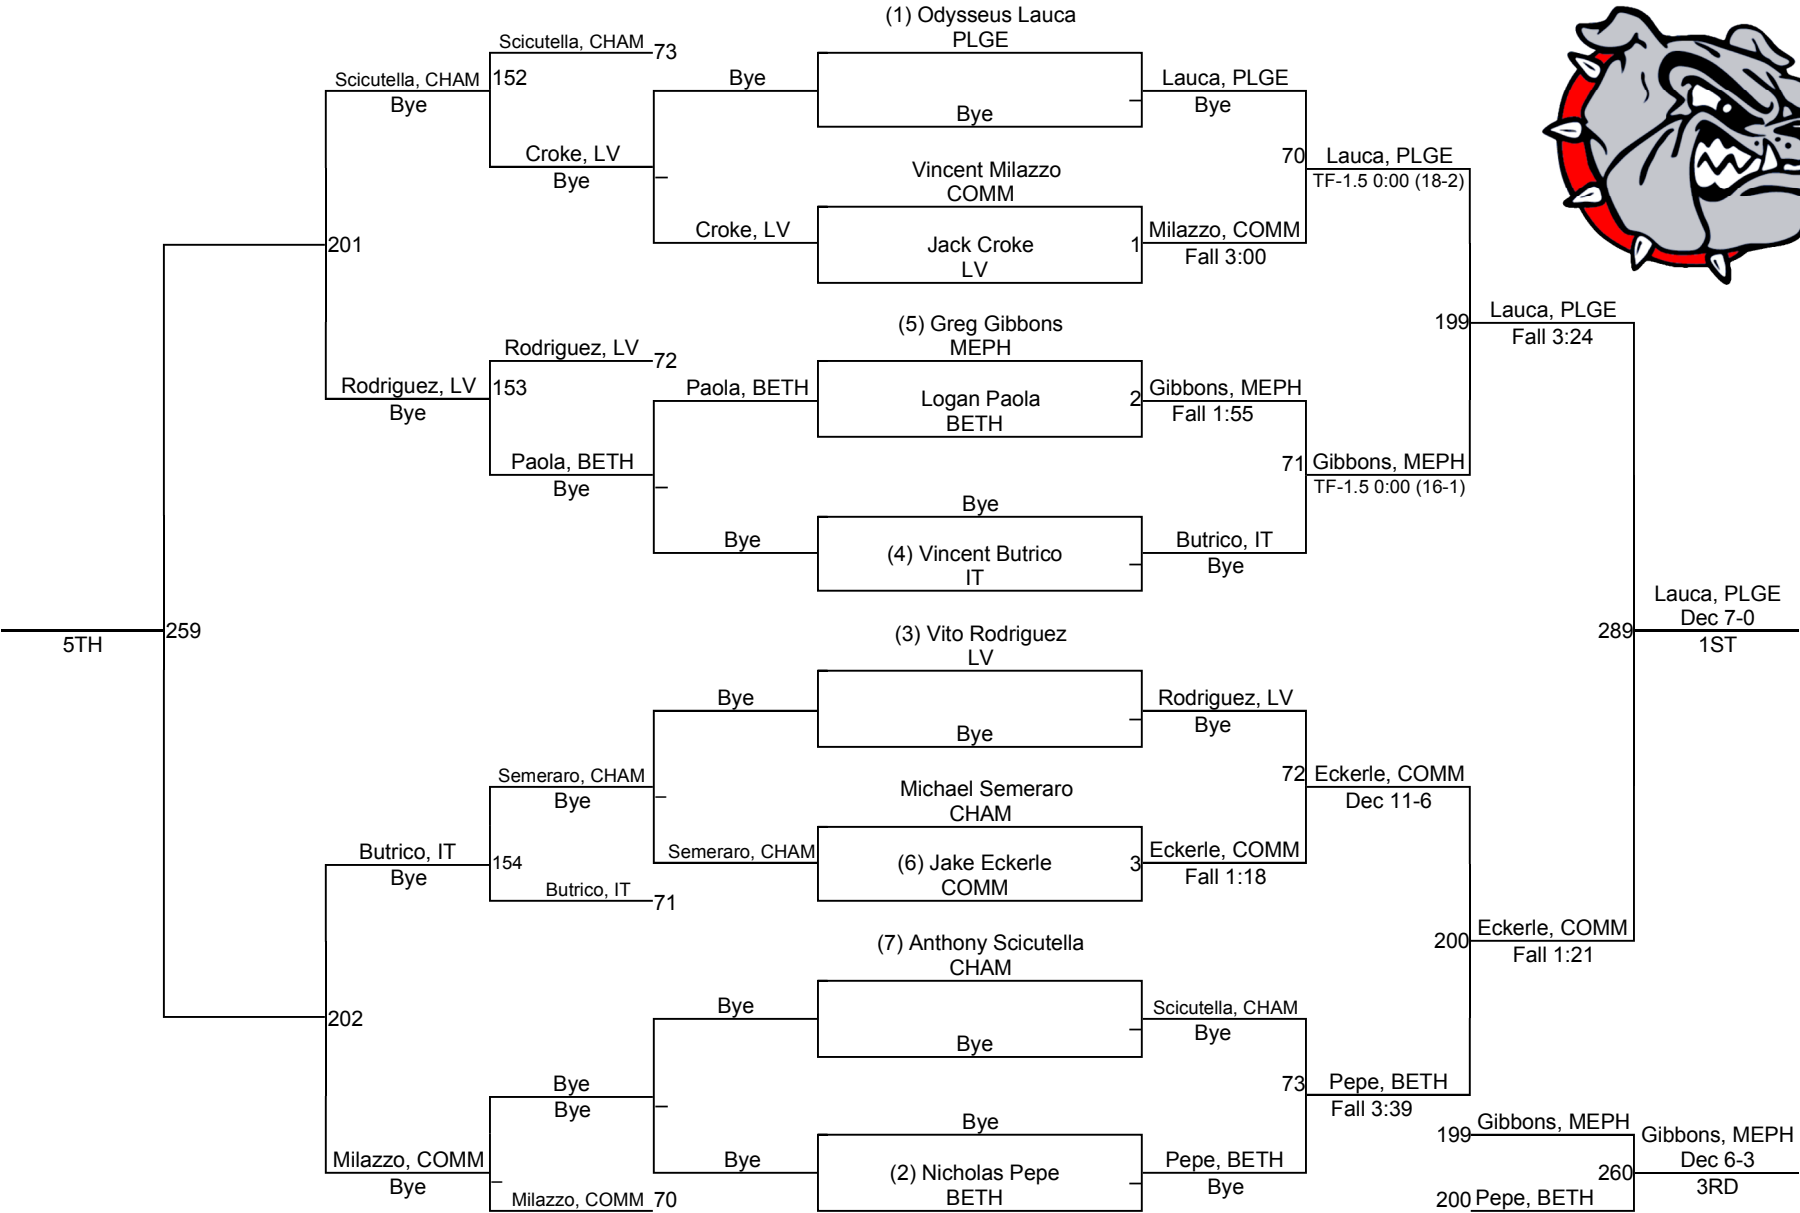 (1) Odysseus Lauca
PLGE
Bye
Vincent Milazzo
COMM
Jack Croke
LV
1
(5) Greg Gibbons
MEPH
Logan Paola
BETH
2
Bye
(4) Vincent Butrico
IT
(3) Vito Rodriguez
LV
Bye
Michael Semeraro
CHAM
(6) Jake Eckerle
COMM
3
(7) Anthony Scicutella
CHAM
Bye
Bye
(2) Nicholas Pepe
BETH
Lauca, PLGE
Bye
Milazzo, COMM
Fall 3:00
Gibbons, MEPH
Fall 1:55
Butrico, IT
Bye
Rodriguez, LV
Bye
Eckerle, COMM
Fall 1:18
Scicutella, CHAM
Bye
Pepe, BETH
Bye
70
Lauca, PLGE
TF-1.5 0:00 (18-2)
71
Gibbons, MEPH
TF-1.5 0:00 (16-1)
72
Eckerle, COMM
Dec 11-6
73
Pepe, BETH
Fall 3:39
199
Lauca, PLGE
Fall 3:24
200
Eckerle, COMM
Fall 1:21
289
Lauca, PLGE
Dec 7-0
1ST
199
Gibbons, MEPH
200
Pepe, BETH
260
Gibbons, MEPH
Dec 6-3
3RD
Bye
Croke, LV
Paola, BETH
Bye
Bye
Semeraro, CHAM
Bye
Bye
Scicutella, CHAM
73
Croke, LV
Bye
Rodriguez, LV
72
Paola, BETH
Bye
Semeraro, CHAM
Bye
Butrico, IT
71
Bye
Bye
Milazzo, COMM
70
Scicutella, CHAM
Bye
152
Rodriguez, LV
Bye
153
Butrico, IT
Bye
154
Milazzo, COMM
Bye
201
202
259
5TH